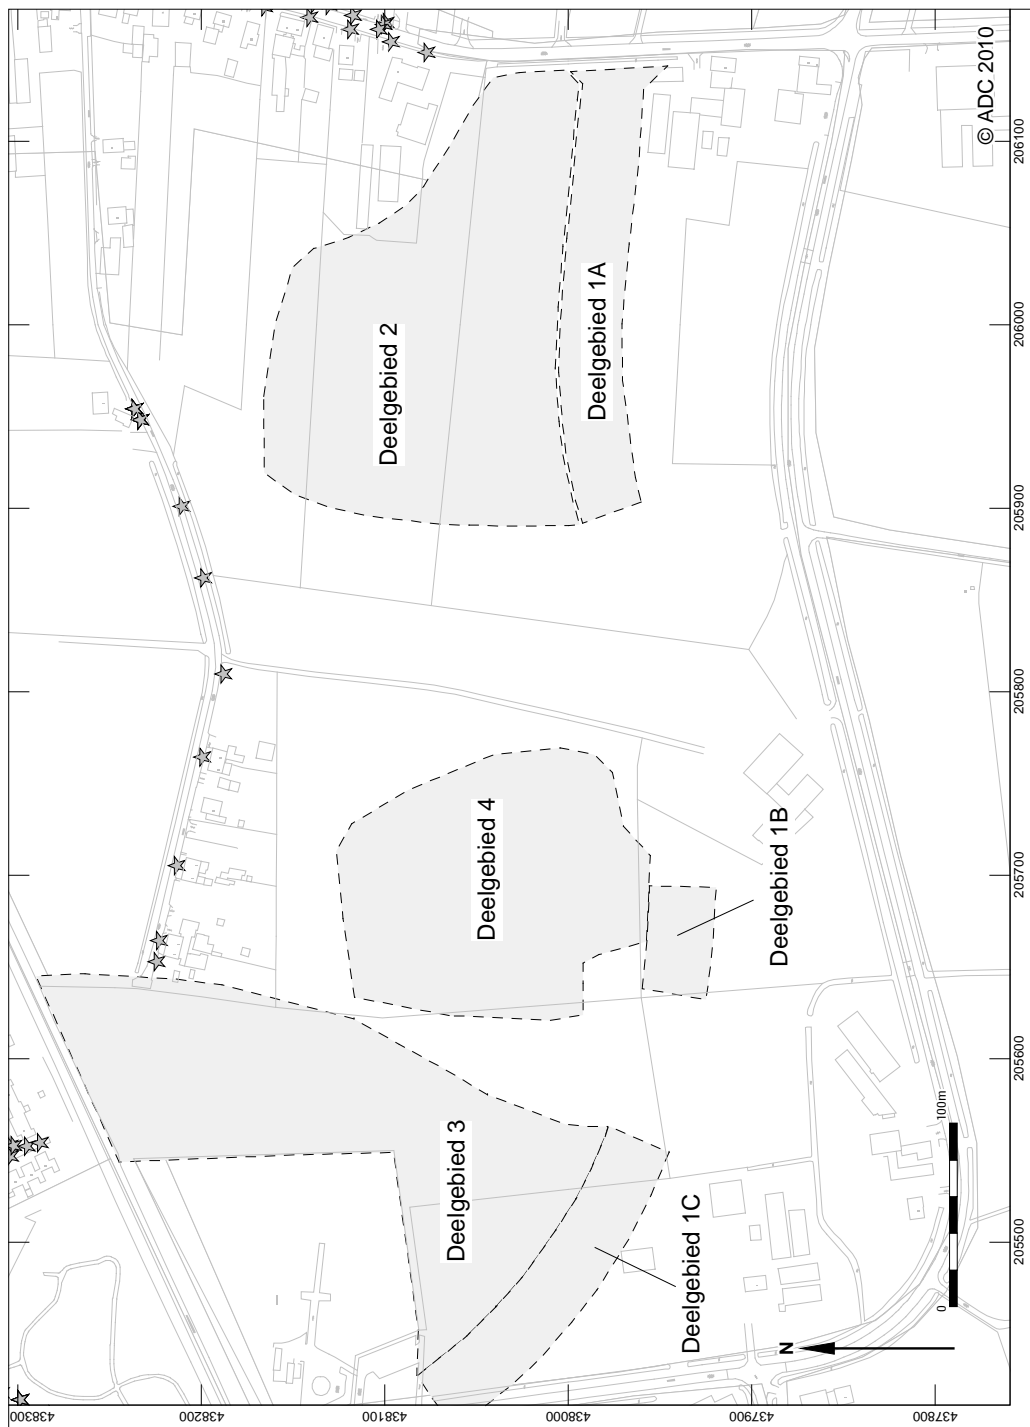 © ADC 2010
206100
206000
205900
205800
205700
205600
205500
Deelgebied 2
Deelgebied 1A
Deelgebied 4
Deelgebied 1B
Deelgebied 3
Deelgebied 1C
0
100m
N
438300
438200
438100
438000
437900
437800